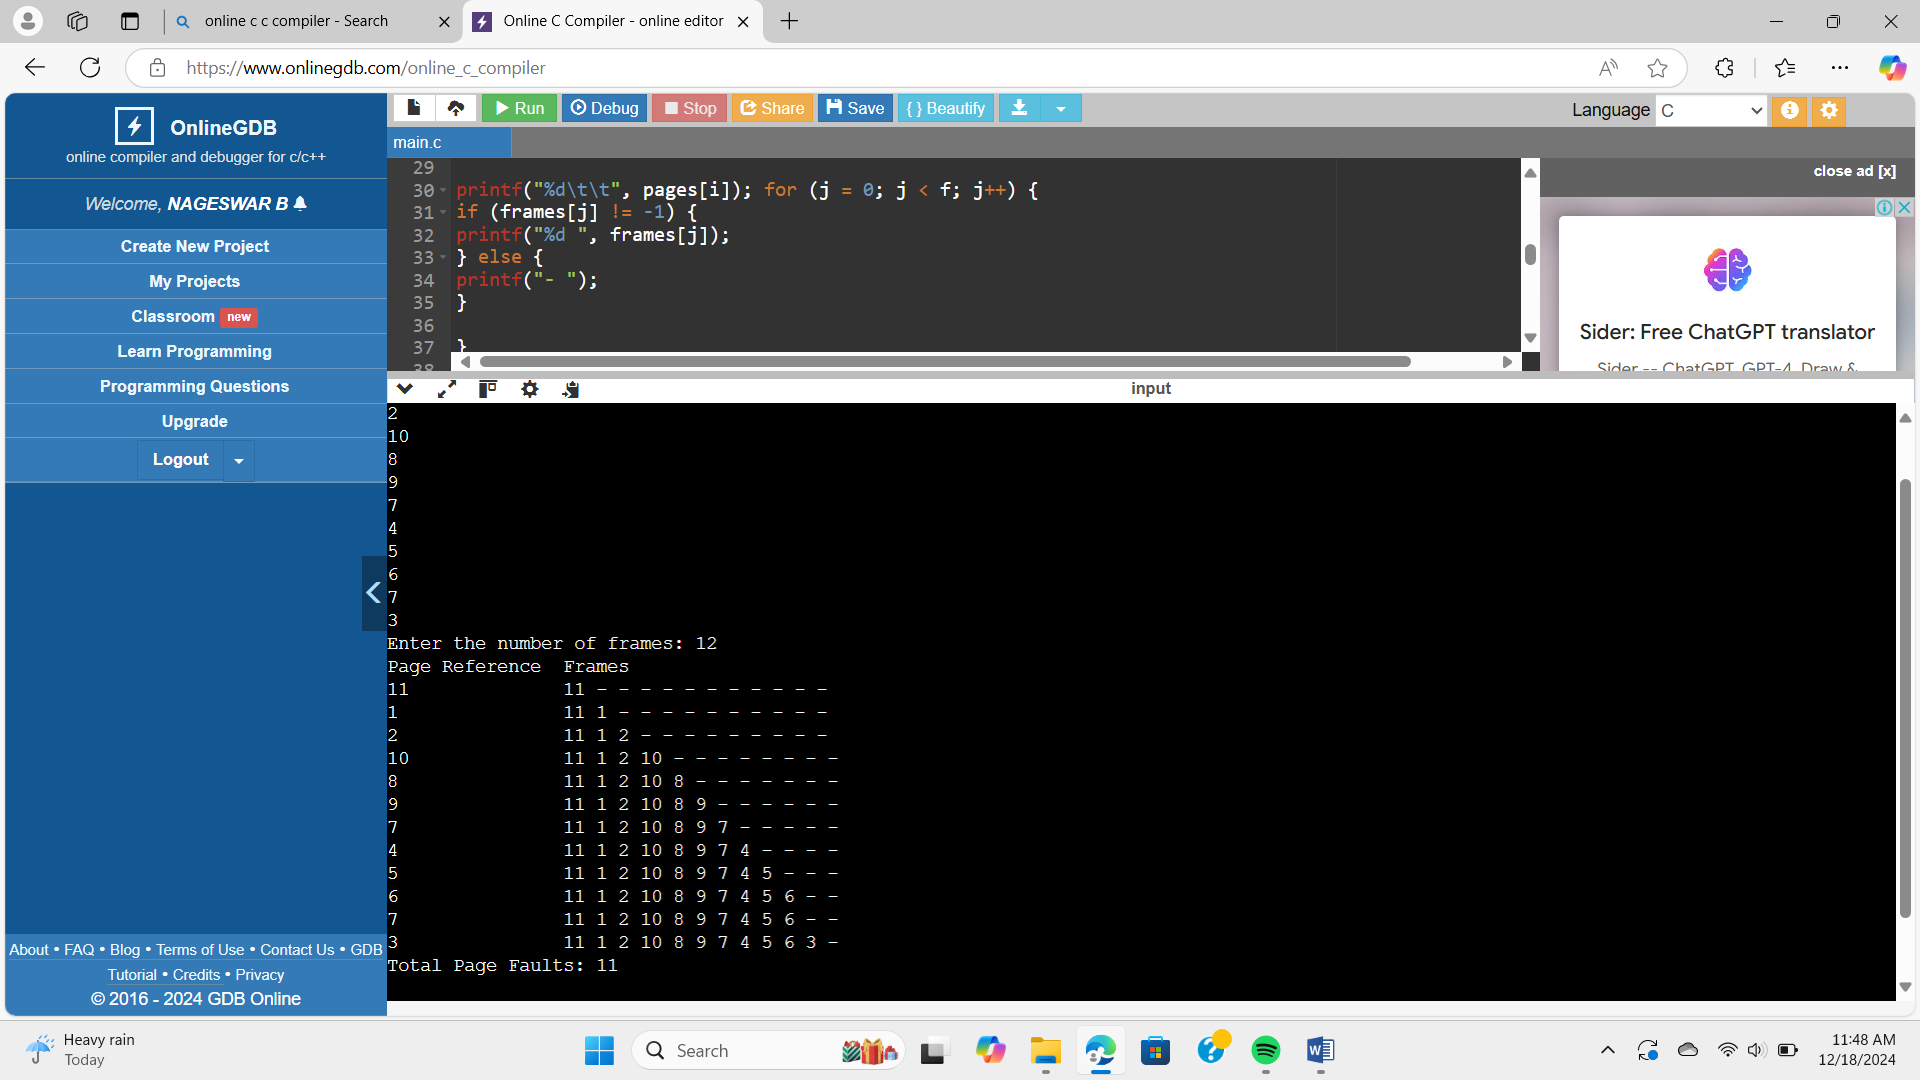 online c c compiler - Search
Online C Compiler - online editor
https://www.onlinegdb.com/online_c_compiler
OnlineGDB
online compiler and debugger for c/c++
Welcome, NAGESWAR B
Create New Project
My Projects
Classroom new
Learn Programming
Programming Questions
Upgrade
Logout
About • FAQ • Blog • Terms of Use • Contact Us • GDB
Tutorial • Credits • Privacy
© 2016 - 2024 GDB Online
Run Debug Stop Share Save { } Beautify
Language C
main.c
29
30 printf("%d\t\t", pages[i]); for (j = 0; j < f; j++) {
31 if (frames[j] != -1) {
32 printf("%d ", frames[j]);
33 } else {
34 printf("- ");
35 }
36
37 }
38
close ad [x]
Sider: Free ChatGPT translator
Sider -- ChatGPT, GPT-4, Draw &
input
2
10
8
9
7
4
5
6
7
3
Enter the number of frames: 12
Page Reference  Frames
11 11 - - - - - - - - - - -
1 11 1 - - - - - - - - - -
2 11 1 2 - - - - - - - - -
10 11 1 2 10 - - - - - - - -
8 11 1 2 10 8 - - - - - - -
9 11 1 2 10 8 9 - - - - - -
7 11 1 2 10 8 9 7 - - - - -
4 11 1 2 10 8 9 7 4 - - - -
5 11 1 2 10 8 9 7 4 5 - - -
6 11 1 2 10 8 9 7 4 5 6 - -
7 11 1 2 10 8 9 7 4 5 6 - -
3 11 1 2 10 8 9 7 4 5 6 3 -
Total Page Faults: 11
Heavy rain
Today
Search
11:48 AM
12/18/2024